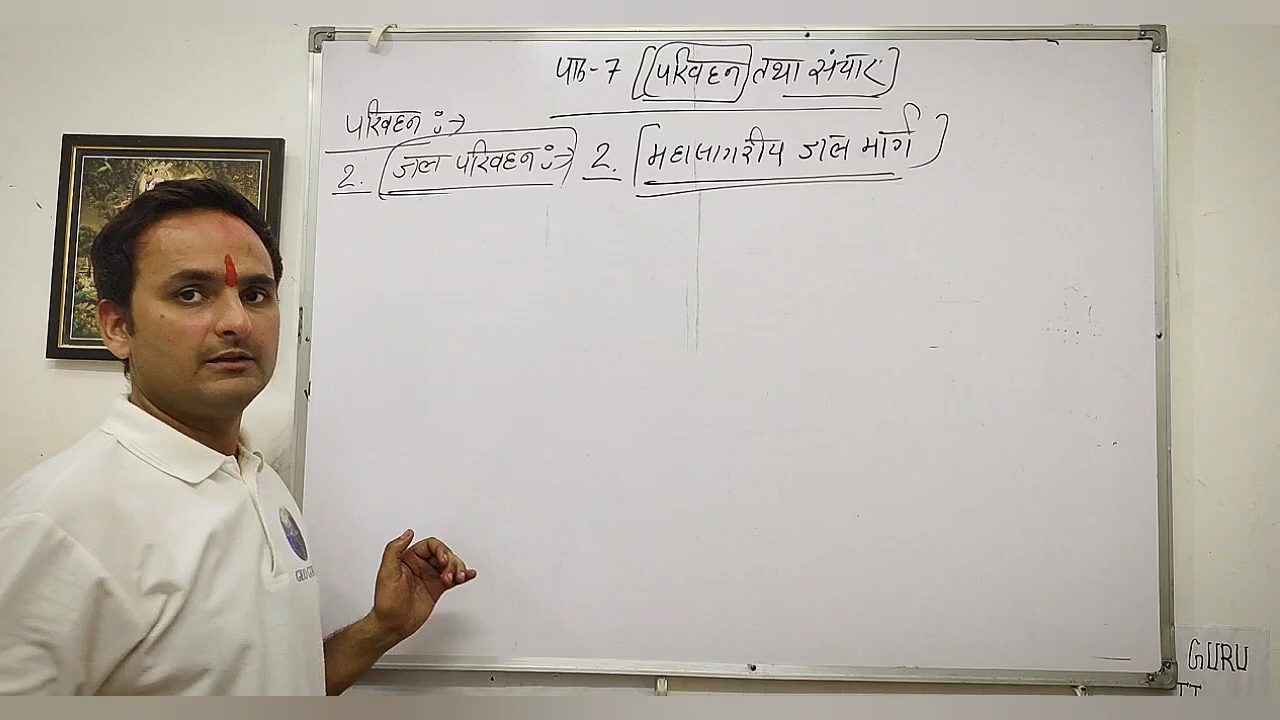 पाठ-7 [(परिवहन) तथा संचार]
परिवहन :->
2. (जल परिवहन :-> 2. [महासागरीय जल मार्ग]
GURU